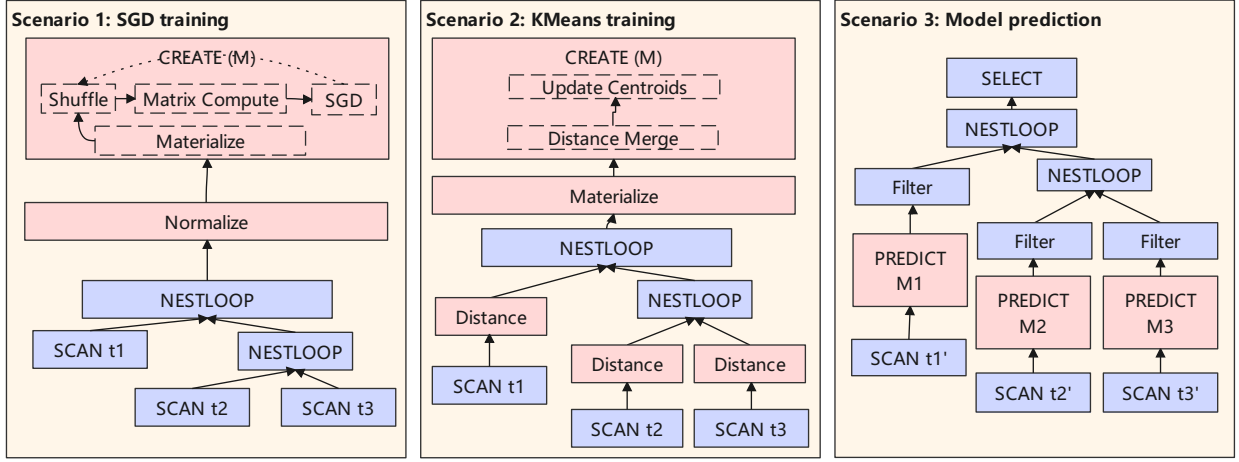 Scenario 1: SGD training
CREATE (M)
Shuffle
Matrix Compute
SGD
Materialize
Normalize
NESTLOOP
SCAN t1
NESTLOOP
SCAN t2
SCAN t3
Scenario 2: KMeans training
CREATE (M)
Update Centroids
Distance Merge
Materialize
NESTLOOP
Distance
NESTLOOP
SCAN t1
Distance
Distance
SCAN t2
SCAN t3
Scenario 3: Model prediction
SELECT
NESTLOOP
Filter
NESTLOOP
PREDICT
M1
Filter
Filter
PREDICT
M2
PREDICT
M3
SCAN t1'
SCAN t2'
SCAN t3'